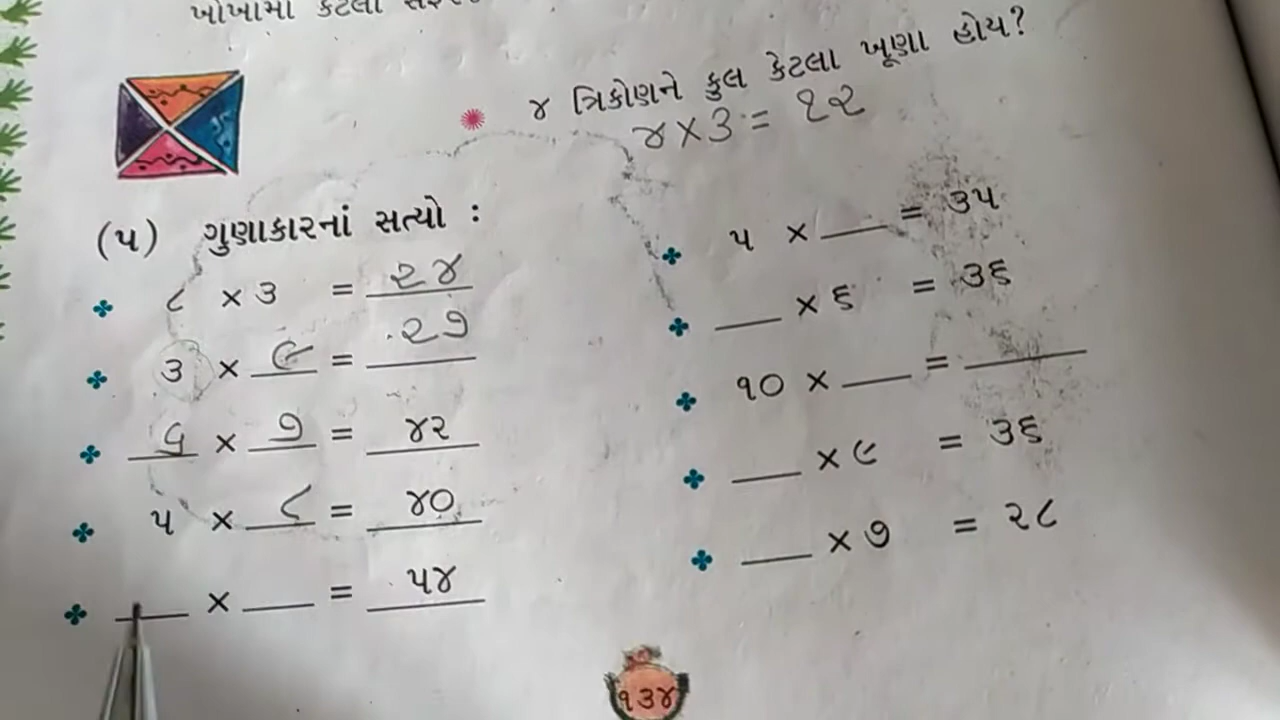 ખોખામાં કેટલા
૪ ત્રિકોણને કુલ કેટલા ખૂણા હોય?
૪ × ૩ = ૧૨
(૫) ગુણાકારનાં સત્યો :
૮ × ૩ = ૨૪
૩ × ૯ = ૨૭
૬ × ૭ = ૪૨
૫ × ૮ = ૪૦
___ × ___ = ૫૪
૫ × ___ = ૩૫
___ × ૬ = ૩૬
૧૦ × ___ = ___
___ × ૯ = ૩૬
___ × ૭ = ૨૮
૧૩૪